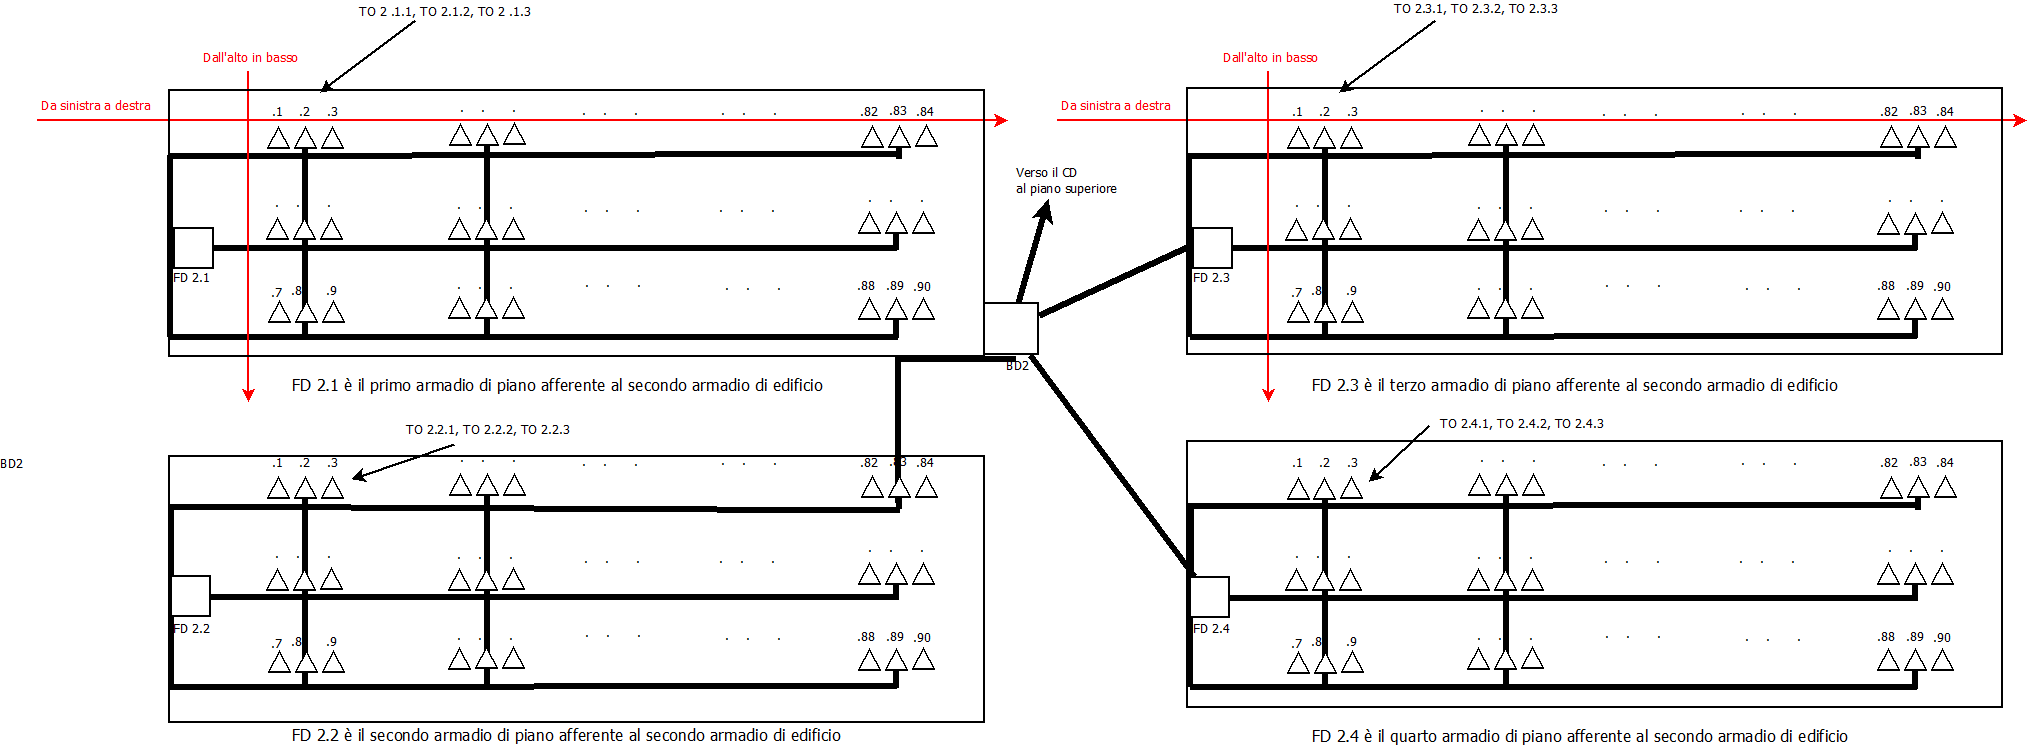 TO 2 .1.1, TO 2.1.2, TO 2 .1.3
Dall'alto in basso
Da sinistra a destra
.1 .2 .3 . . . . . . . . . .82 .83 .84
. . . . . . . . . . . . . . .
FD 2.1
.7 .8 .9 . . . . . . . . . .88 .89 .90
FD 2.1 è il primo armadio di piano afferente al secondo armadio di edificio
Verso il CD
al piano superiore
BD2
TO 2.3.1, TO 2.3.2, TO 2.3.3
Dall'alto in basso
Da sinistra a destra
.1 .2 .3 . . . . . . . . . .82 .83 .84
. . . . . . . . . . . . . . .
FD 2.3
.7 .8 .9 . . . . . . . . . .88 .89 .90
FD 2.3 è il terzo armadio di piano afferente al secondo armadio di edificio
BD2
TO 2.2.1, TO 2.2.2, TO 2.2.3
.1 .2 .3 . . . . . . . . . .82 .83 .84
. . . . . . . . . . . . . .
FD 2.2
.7 .8 .9 . . . . . . . . . .88 .89 .90
FD 2.2 è il secondo armadio di piano afferente al secondo armadio di edificio
TO 2.4.1, TO 2.4.2, TO 2.4.3
.1 .2 .3 . . . . . . . . . .82 .83 .84
. . . . . . . . . . . . . . .
FD 2.4
.7 .8 .9 . . . . . . . . . .88 .89 .90
FD 2.4 è il quarto armadio di piano afferente al secondo armadio di edificio